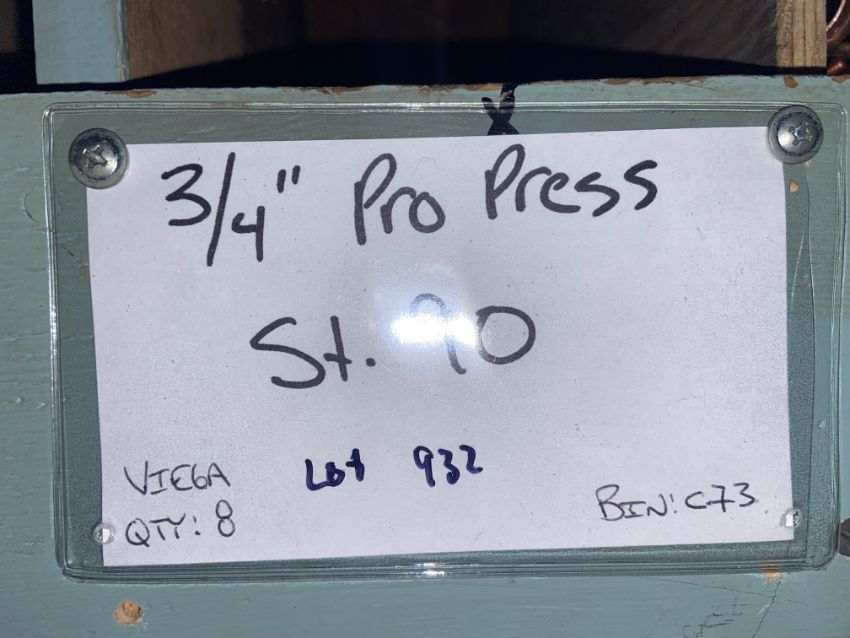 3/4" Pro Press
St. 90
VIEGA
Lot 932
QTY: 8
BIN: C73